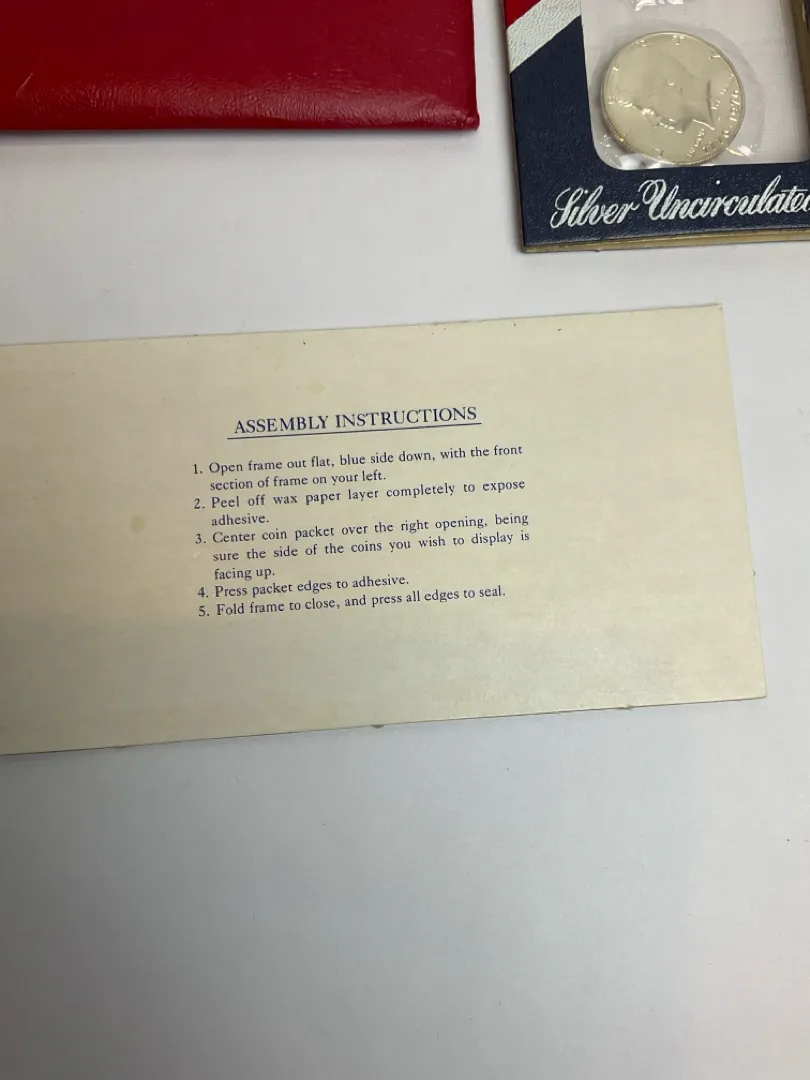 Silver Uncirculated
ASSEMBLY INSTRUCTIONS
1. Open frame out flat, blue side down, with the front
section of frame on your left.
2. Peel off wax paper layer completely to expose
adhesive.
3. Center coin packet over the right opening, being
sure the side of the coins you wish to display is
facing up.
4. Press packet edges to adhesive.
5. Fold frame to close, and press all edges to seal.